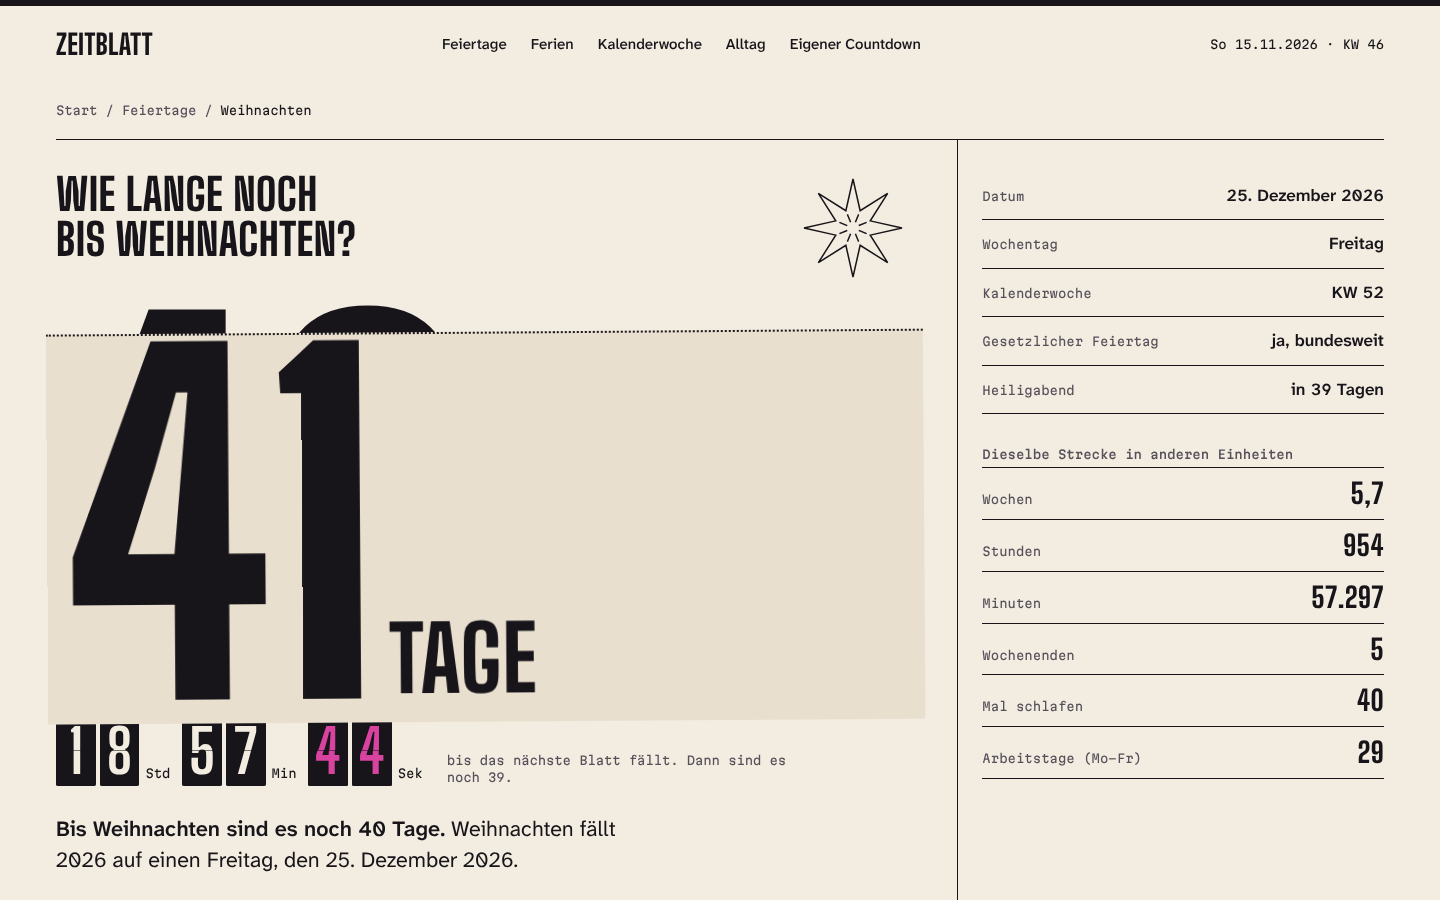 ZEITBLATT
Feiertage Ferien Kalenderwoche Alltag Eigener Countdown
So 15.11.2026 · KW 46
Start / Feiertage / Weihnachten
WIE LANGE NOCH
BIS WEIHNACHTEN?
41 TAGE
18 Std 57 Min 44 Sek
bis das nächste Blatt fällt. Dann sind es
noch 39.
Bis Weihnachten sind es noch 40 Tage. Weihnachten fällt
2026 auf einen Freitag, den 25. Dezember 2026.
Datum 25. Dezember 2026
Wochentag Freitag
Kalenderwoche KW 52
Gesetzlicher Feiertag ja, bundesweit
Heiligabend in 39 Tagen
Dieselbe Strecke in anderen Einheiten
Wochen 5,7
Stunden 954
Minuten 57.297
Wochenenden 5
Mal schlafen 40
Arbeitstage (Mo–Fr) 29